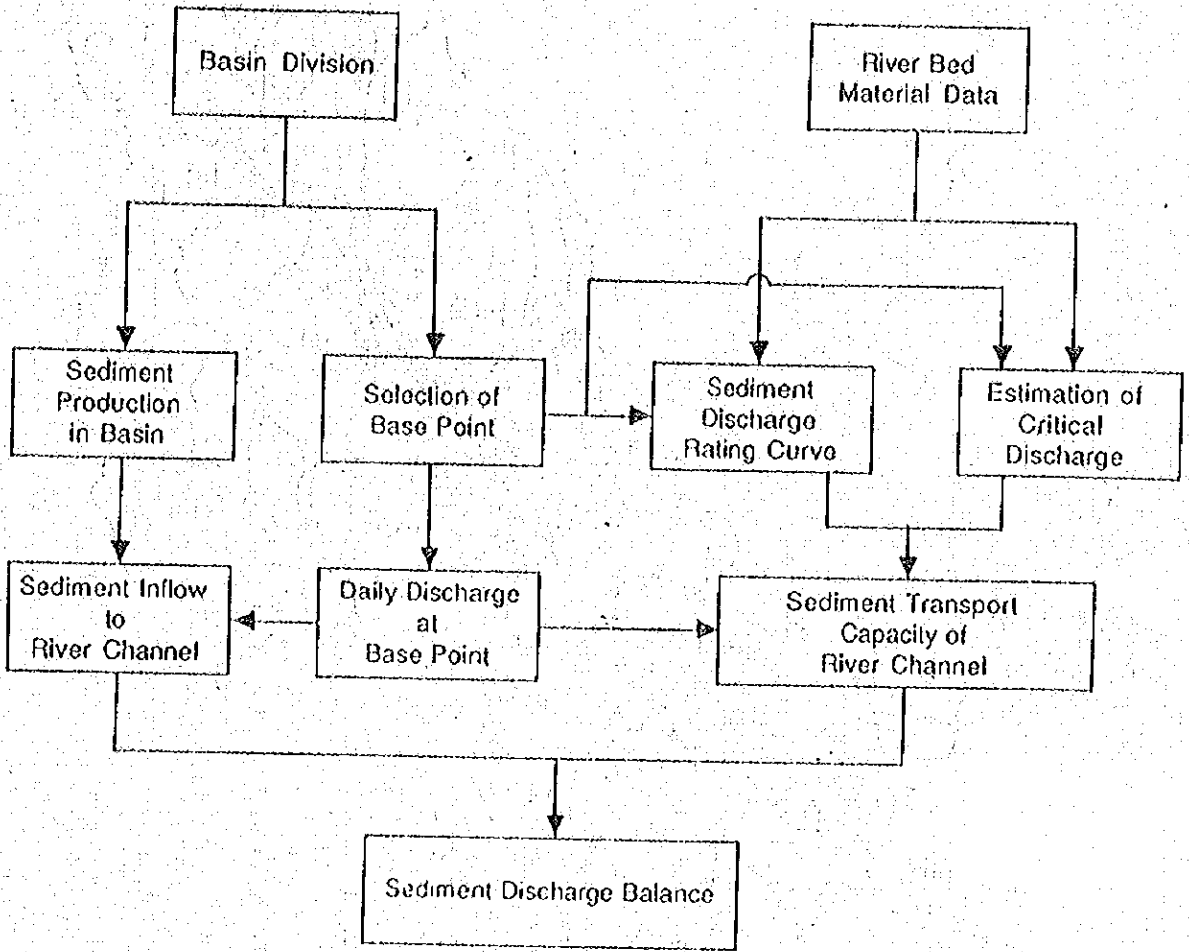 Basin Division
River Bed
Material Data
Sediment
Production
in Basin
Selection of
Base Point
Sediment
Discharge
Rating Curve
Estimation of
Critical
Discharge
Sediment Inflow
to
River Channel
Daily Discharge
at
Base Point
Sediment Transport
Capacity of
River Channel
Sediment Discharge Balance